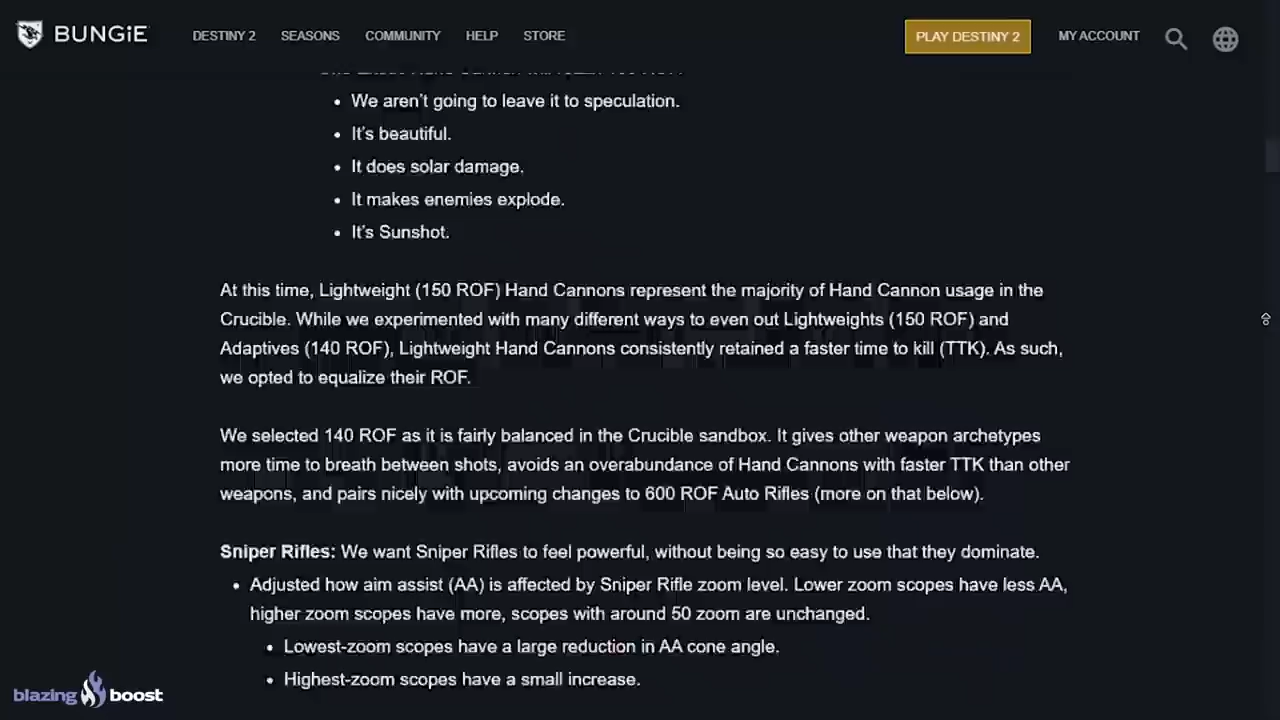 BUNGiE DESTINY 2 SEASONS COMMUNITY HELP STORE PLAY DESTINY 2 MY ACCOUNT
• We aren't going to leave it to speculation.
• It's beautiful.
• It does solar damage.
• It makes enemies explode.
• It's Sunshot.
At this time, Lightweight (150 ROF) Hand Cannons represent the majority of Hand Cannon usage in the
Crucible. While we experimented with many different ways to even out Lightweights (150 ROF) and
Adaptives (140 ROF), Lightweight Hand Cannons consistently retained a faster time to kill (TTK). As such,
we opted to equalize their ROF.
We selected 140 ROF as it is fairly balanced in the Crucible sandbox. It gives other weapon archetypes
more time to breath between shots, avoids an overabundance of Hand Cannons with faster TTK than other
weapons, and pairs nicely with upcoming changes to 600 ROF Auto Rifles (more on that below).
Sniper Rifles: We want Sniper Rifles to feel powerful, without being so easy to use that they dominate.
• Adjusted how aim assist (AA) is affected by Sniper Rifle zoom level. Lower zoom scopes have less AA,
higher zoom scopes have more, scopes with around 50 zoom are unchanged.
• Lowest-zoom scopes have a large reduction in AA cone angle.
• Highest-zoom scopes have a small increase.
blazing boost